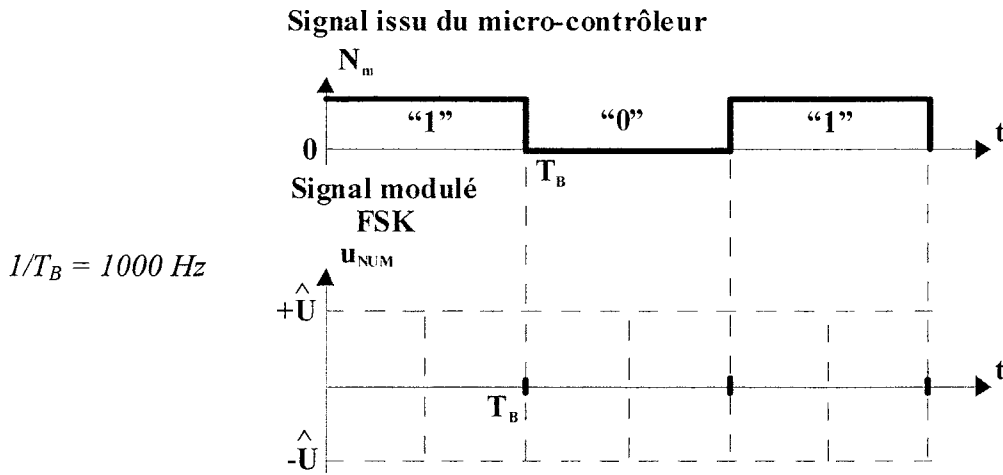 Signal issu du micro-contrôleur
N_m
"1" "0" "1" t
0
T_B
Signal modulé
FSK
1/T_B = 1000 Hz
u_NUM
+Û
t
T_B
-Û